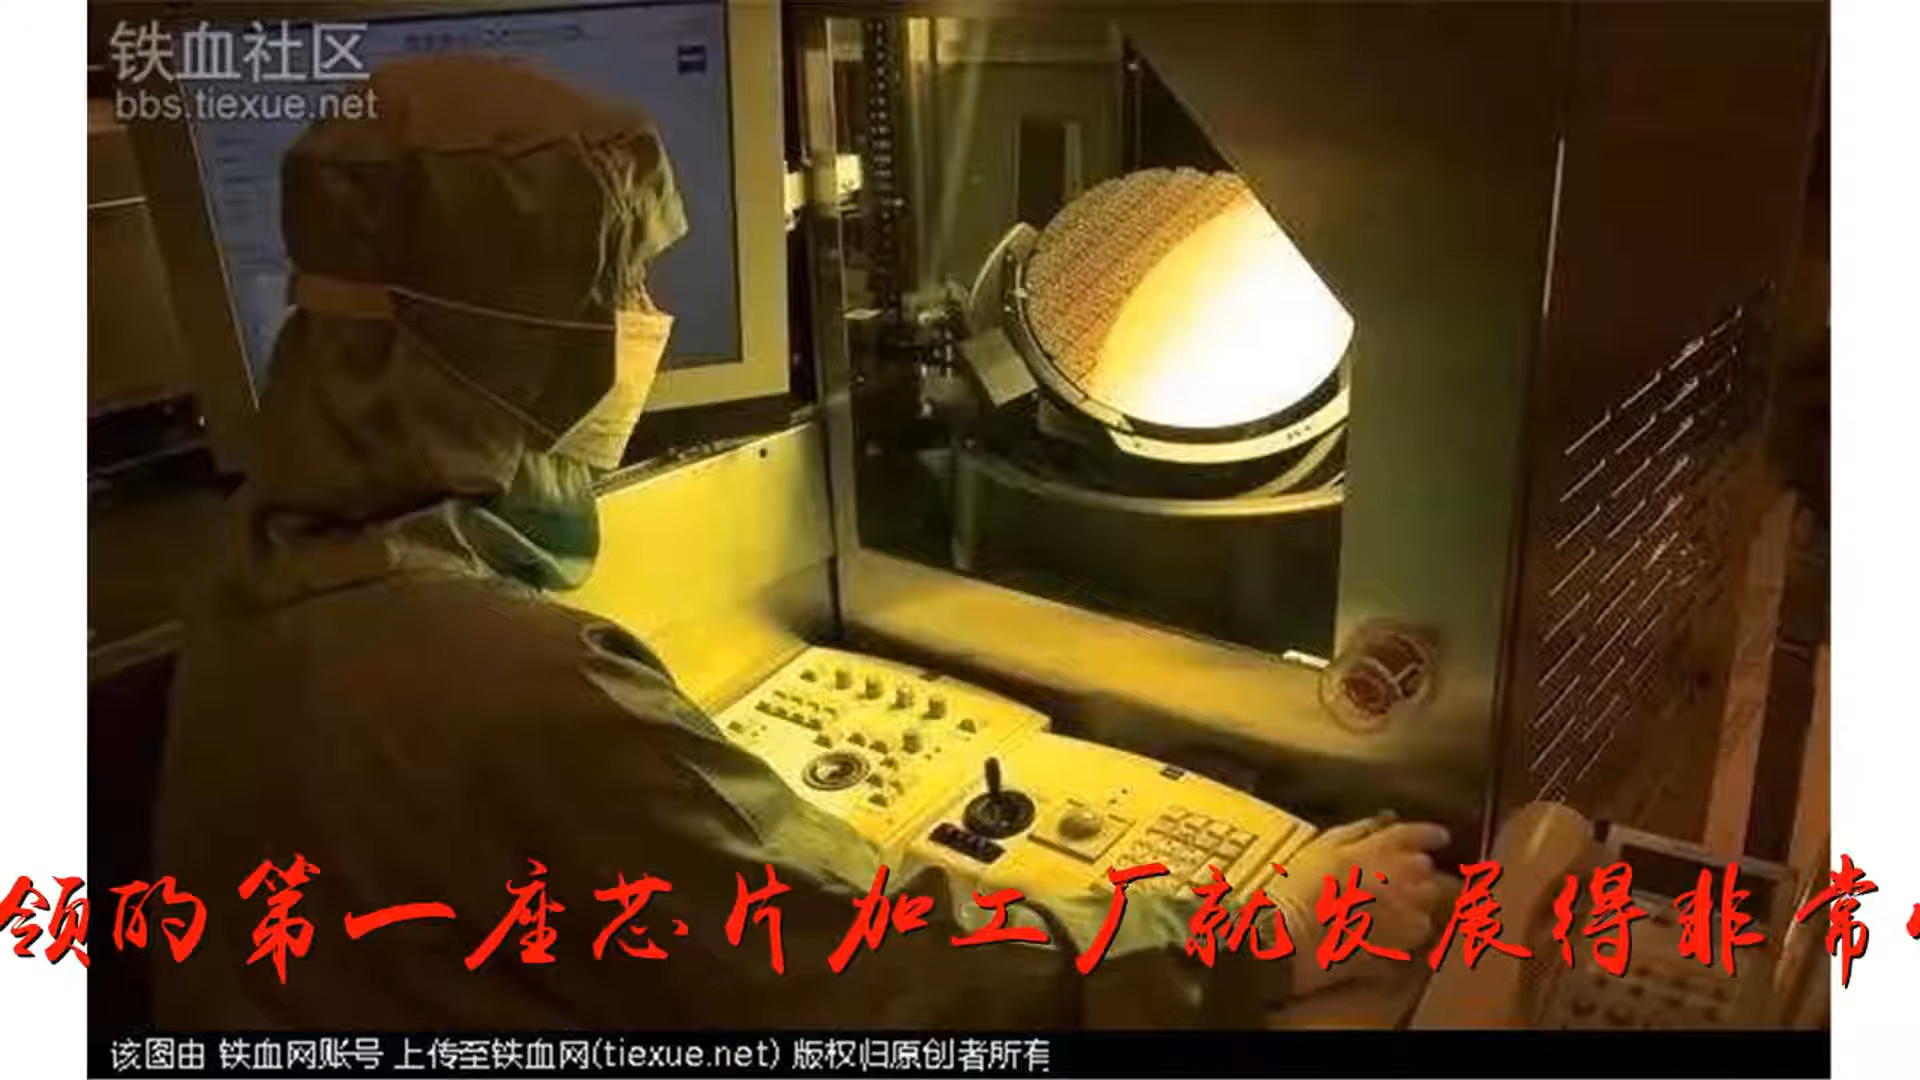 铁血社区
bbs.tiexue.net
领的第一座芯片加工厂就发展得非常
该图由 铁血网账号 上传至铁血网(tiexue.net) 版权归原创者所有